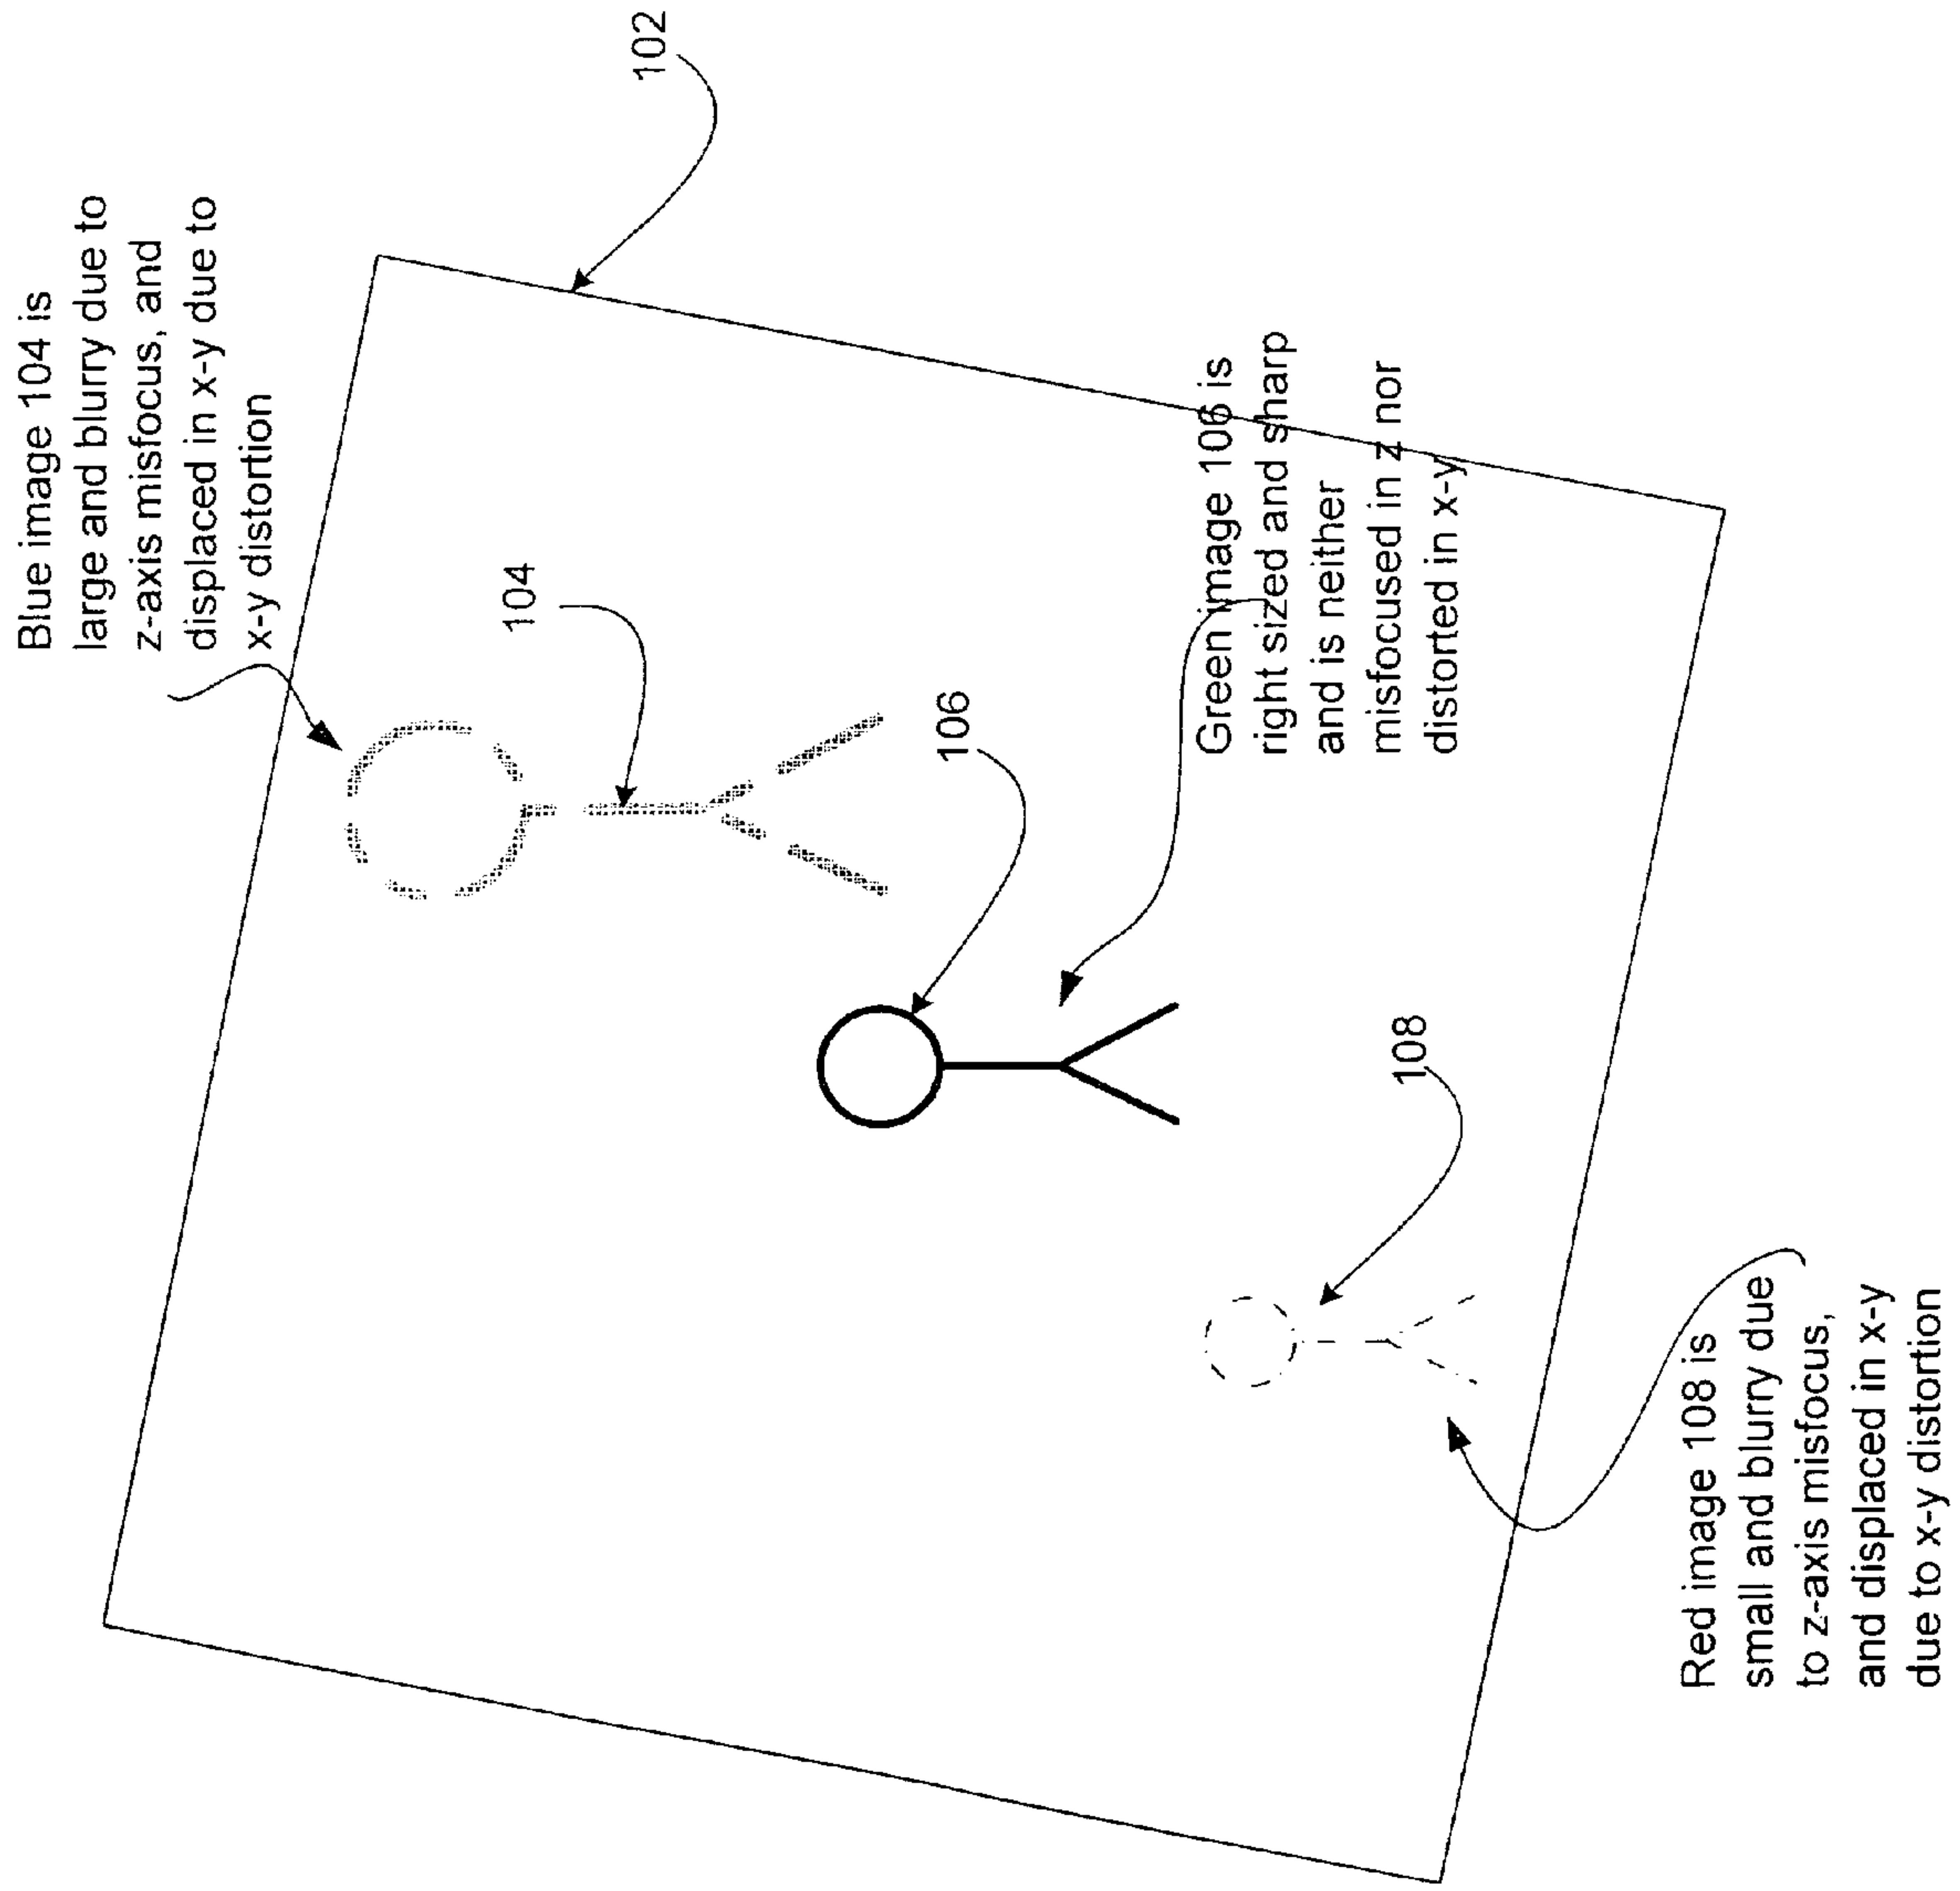 Blue image 104 is
large and blurry due to
z-axis misfocus, and
displaced in x-y due to
x-y distortion
102
104
106
Green image 106 is
right sized and sharp
and is neither
misfocused in z nor
distorted in x-y
108
Red image 108 is
small and blurry due
to z-axis misfocus,
and displaced in x-y
due to x-y distortion